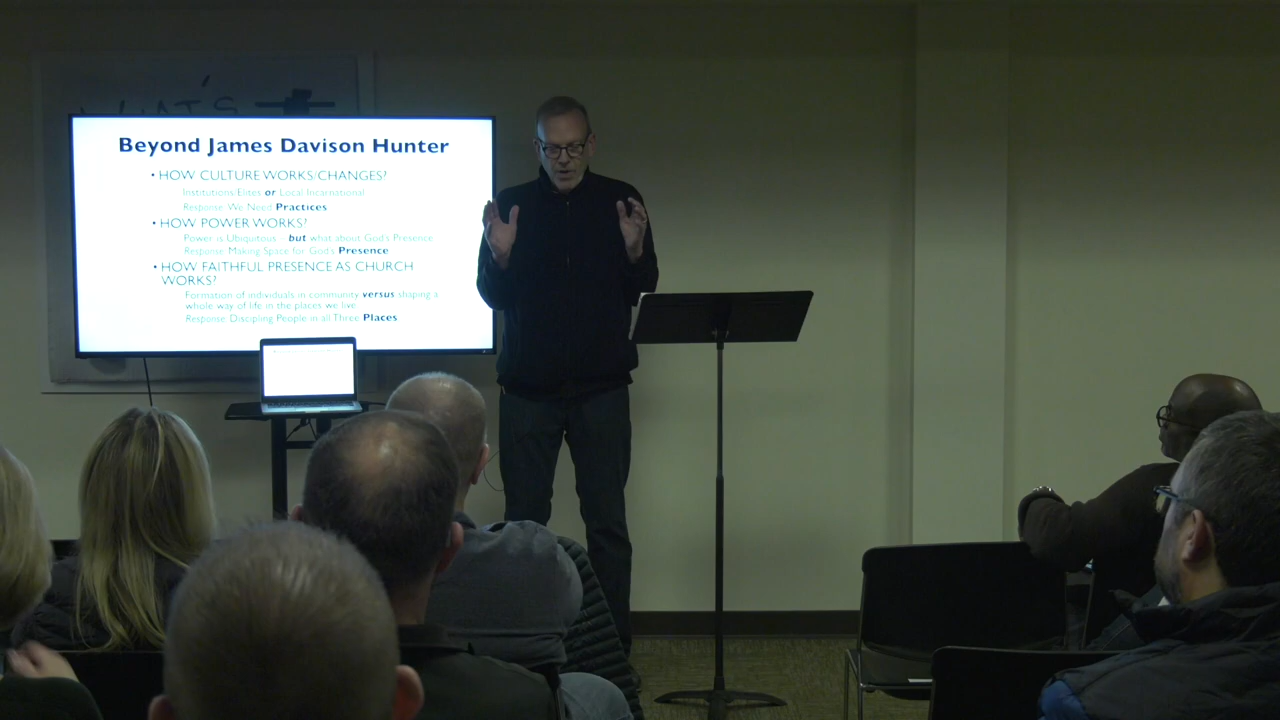 WHAT'S
Beyond James Davison Hunter
• HOW CULTURE WORKS/CHANGES?
Institutions/Elites or Local Incarnational
Response: We Need Practices
• HOW POWER WORKS?
Power is Ubiquitous but what about God's Presence
Response: Making Space for God's Presence
• HOW FAITHFUL PRESENCE AS CHURCH
WORKS?
Formation of individuals in community versus shaping a
whole way of life in the places we live
Response: Discipling People in all Three Places